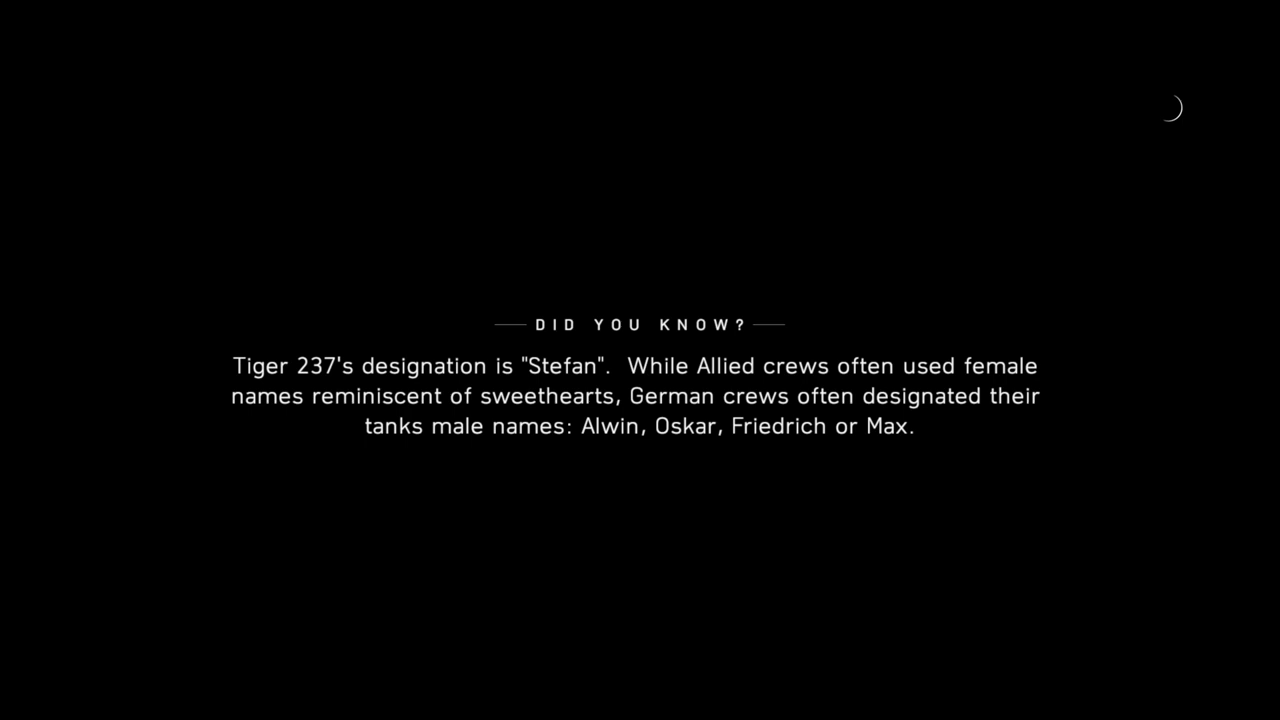 DID YOU KNOW?
Tiger 237's designation is "Stefan".  While Allied crews often used female
names reminiscent of sweethearts, German crews often designated their
tanks male names: Alwin, Oskar, Friedrich or Max.